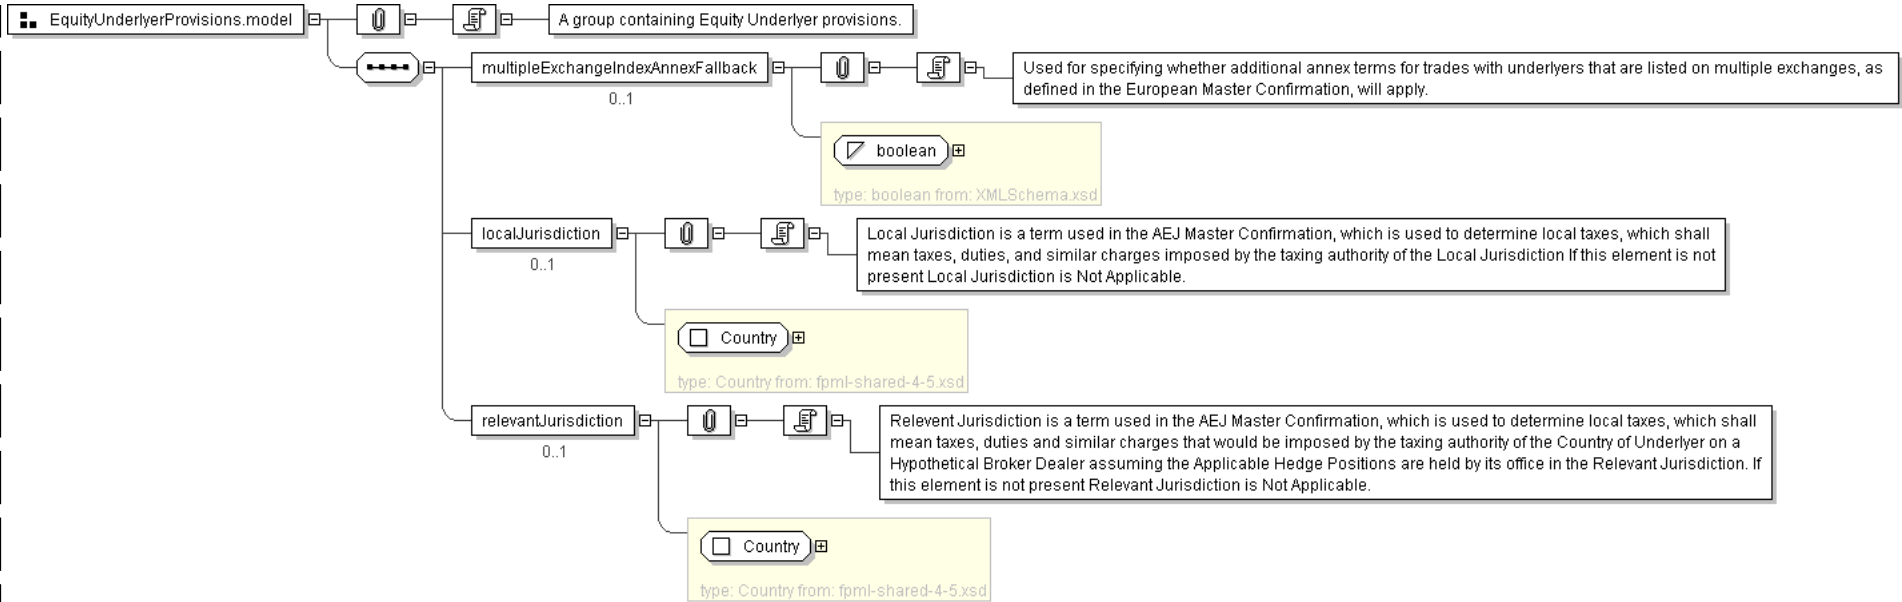 EquityUnderlyerProvisions.model
A group containing Equity Underlyer provisions.
multipleExchangeIndexAnnexFallback
0..1
Used for specifying whether additional annex terms for trades with underlyers that are listed on multiple exchanges, as
defined in the European Master Confirmation, will apply.
boolean
type: boolean from: XMLSchema.xsd
localJurisdiction
0..1
Local Jurisdiction is a term used in the AEJ Master Confirmation, which is used to determine local taxes, which shall
mean taxes, duties, and similar charges imposed by the taxing authority of the Local Jurisdiction If this element is not
present Local Jurisdiction is Not Applicable.
Country
type: Country from: fpml-shared-4-5.xsd
relevantJurisdiction
0..1
Relevent Jurisdiction is a term used in the AEJ Master Confirmation, which is used to determine local taxes, which shall
mean taxes, duties and similar charges that would be imposed by the taxing authority of the Country of Underlyer on a
Hypothetical Broker Dealer assuming the Applicable Hedge Positions are held by its office in the Relevant Jurisdiction. If
this element is not present Relevant Jurisdiction is Not Applicable.
Country
type: Country from: fpml-shared-4-5.xsd